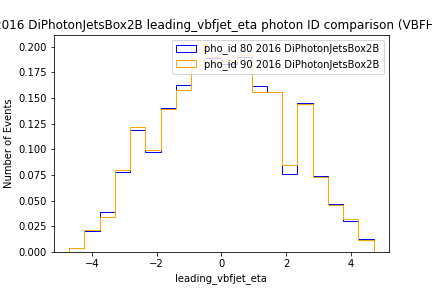 2016 DiPhotonJetsBox2B leading_vbfjet_eta photon ID comparison (VBFH
pho_id 80 2016 DiPhotonJetsBox2B
pho_id 90 2016 DiPhotonJetsBox2B
Number of Events
0.200
0.175
0.150
0.125
0.100
0.075
0.050
0.025
0.000
−4 −2 0 2 4
leading_vbfjet_eta